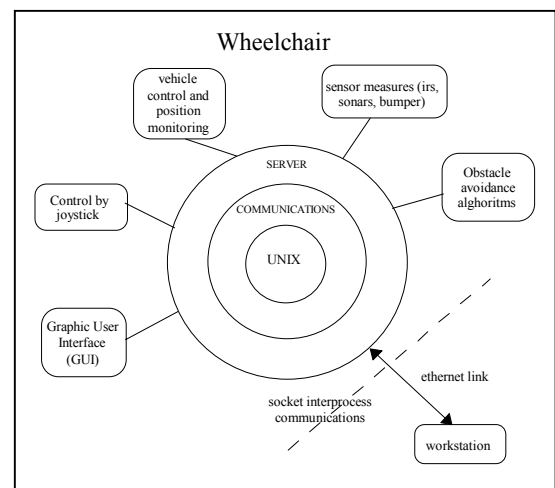 Wheelchair
vehicle
control and
position
monitoring
sensor measures (irs,
sonars, bumper)
SERVER
Obstacle
avoidance
alghoritms
Control by
joystick
COMMUNICATIONS
UNIX
Graphic User
Interface
(GUI)
ethernet link
socket interprocess
communications
workstation